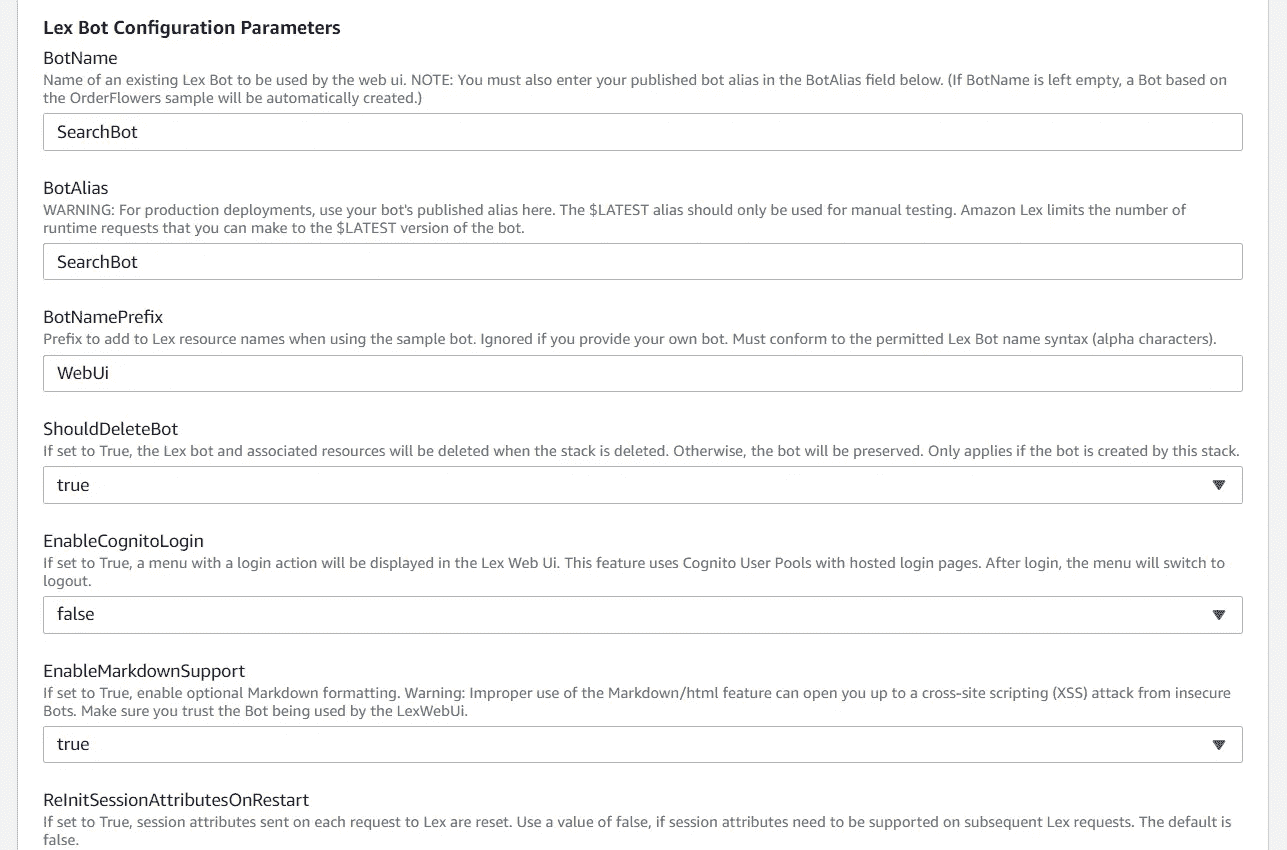 Lex Bot Configuration Parameters
BotName
Name of an existing Lex Bot to be used by the web ui. NOTE: You must also enter your published bot alias in the BotAlias field below. (If BotName is left empty, a Bot based on
the OrderFlowers sample will be automatically created.)
SearchBot
BotAlias
WARNING: For production deployments, use your bot's published alias here. The $LATEST alias should only be used for manual testing. Amazon Lex limits the number of
runtime requests that you can make to the $LATEST version of the bot.
SearchBot
BotNamePrefix
Prefix to add to Lex resource names when using the sample bot. Ignored if you provide your own bot. Must conform to the permitted Lex Bot name syntax (alpha characters).
WebUi
ShouldDeleteBot
If set to True, the Lex bot and associated resources will be deleted when the stack is deleted. Otherwise, the bot will be preserved. Only applies if the bot is created by this stack.
true
EnableCognitoLogin
If set to True, a menu with a login action will be displayed in the Lex Web Ui. This feature uses Cognito User Pools with hosted login pages. After login, the menu will switch to
logout.
false
EnableMarkdownSupport
If set to True, enable optional Markdown formatting. Warning: Improper use of the Markdown/html feature can open you up to a cross-site scripting (XSS) attack from insecure
Bots. Make sure you trust the Bot being used by the LexWebUi.
true
ReInitSessionAttributesOnRestart
If set to True, session attributes sent on each request to Lex are reset. Use a value of false, if session attributes need to be supported on subsequent Lex requests. The default is
false.